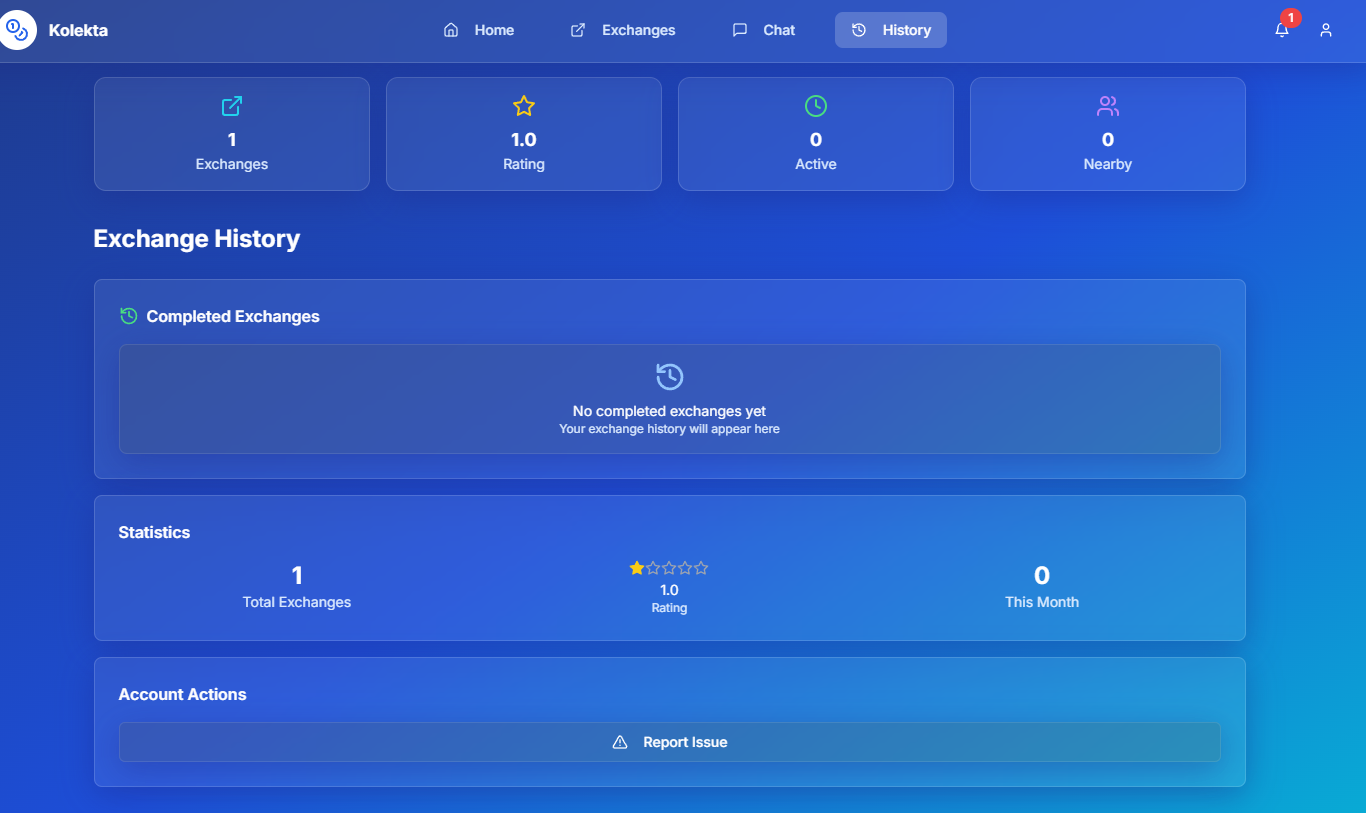 Kolekta
Home
Exchanges
Chat
History
1
1
Exchanges
1.0
Rating
0
Active
0
Nearby
Exchange History
Completed Exchanges
No completed exchanges yet
Your exchange history will appear here
Statistics
1
Total Exchanges
1.0
Rating
0
This Month
Account Actions
Report Issue